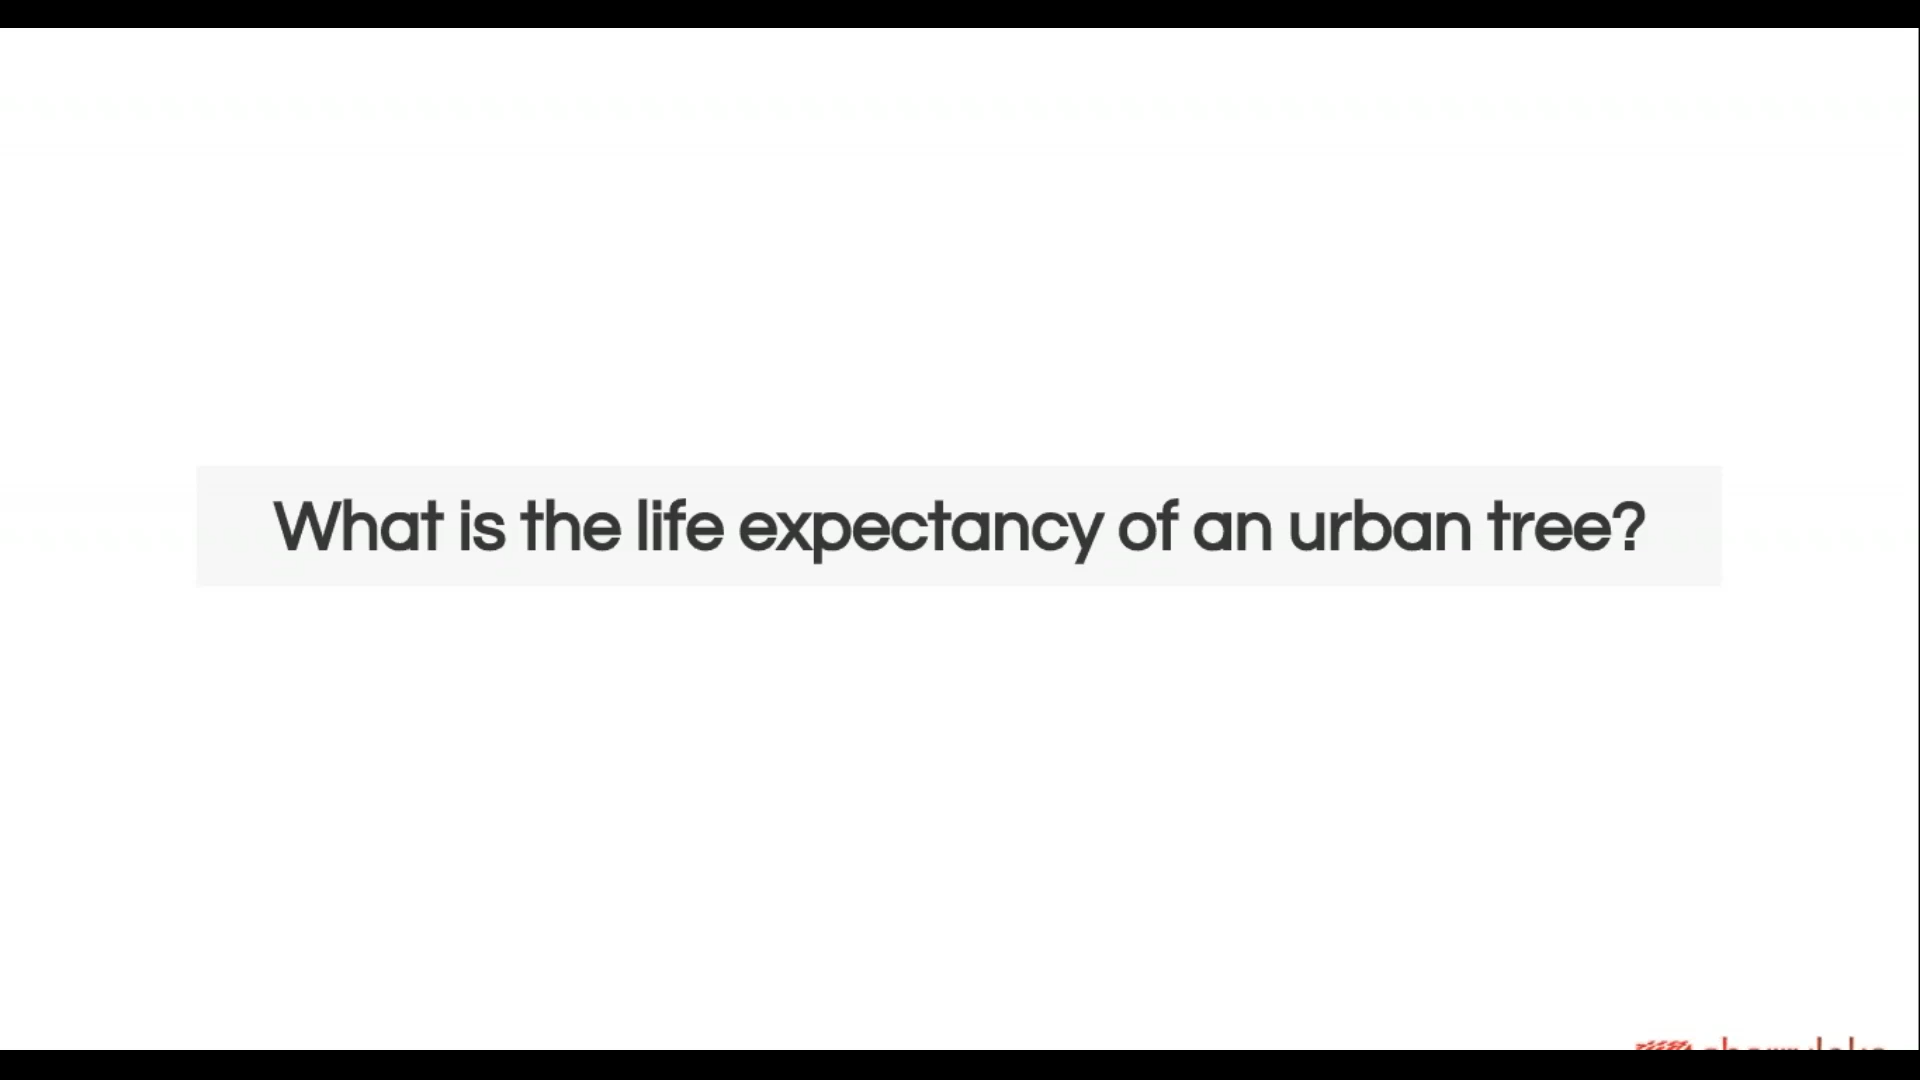 What is the life expectancy of an urban tree?